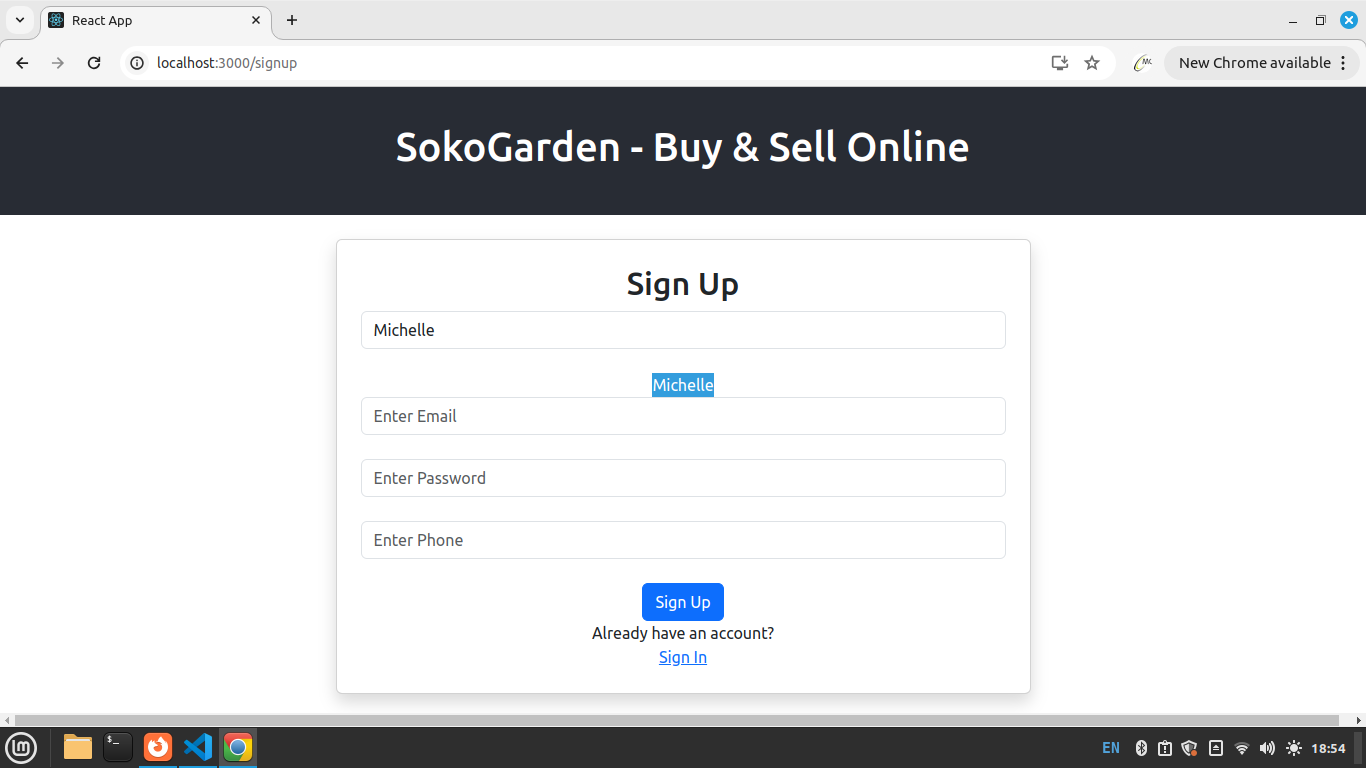 React App
localhost:3000/signup
New Chrome available
SokoGarden - Buy & Sell Online
Sign Up
Michelle
Michelle
Enter Email
Enter Password
Enter Phone
Sign Up
Already have an account?
Sign In
EN
18:54